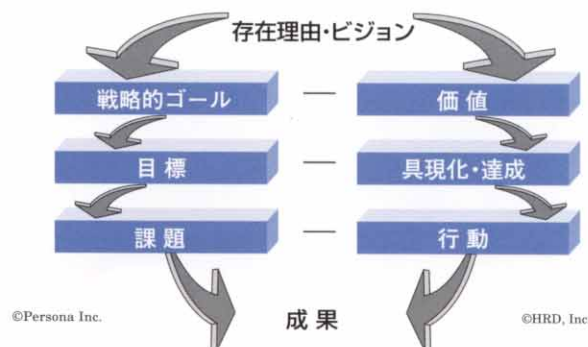 存在理由・ビジョン
戦略的ゴール — 価値
目標 — 具現化・達成
課題 — 行動
©Persona Inc. 成果 ©HRD, Inc